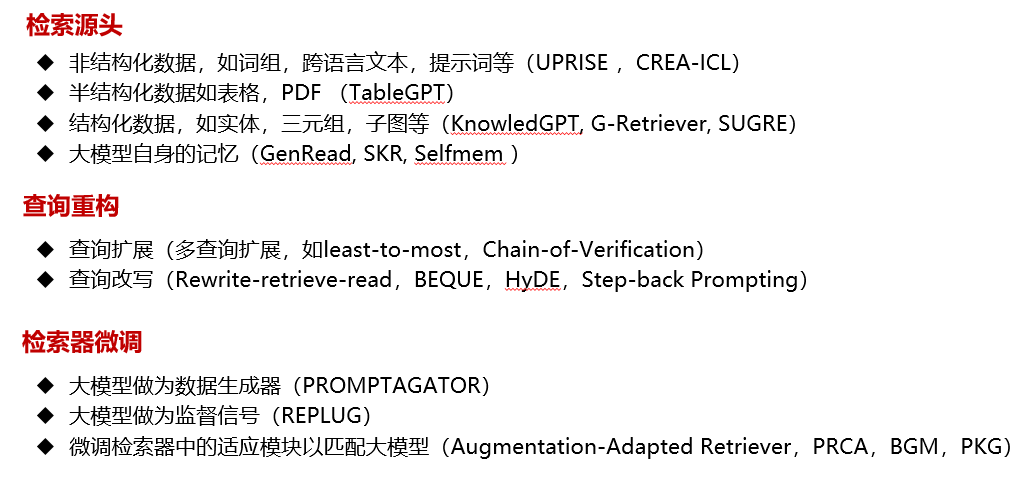 检索源头
◆ 非结构化数据，如词组，跨语言文本，提示词等（UPRISE ，CREA-ICL）
◆ 半结构化数据如表格，PDF （TableGPT）
◆ 结构化数据，如实体，三元组，子图等（KnowledGPT, G-Retriever, SUGRE）
◆ 大模型自身的记忆（GenRead, SKR, Selfmem ）
查询重构
◆ 查询扩展（多查询扩展，如least-to-most，Chain-of-Verification）
◆ 查询改写（Rewrite-retrieve-read，BEQUE，HyDE，Step-back Prompting）
检索器微调
◆ 大模型做为数据生成器（PROMPTAGATOR）
◆ 大模型做为监督信号（REPLUG）
◆ 微调检索器中的适应模块以匹配大模型（Augmentation-Adapted Retriever，PRCA，BGM，PKG）